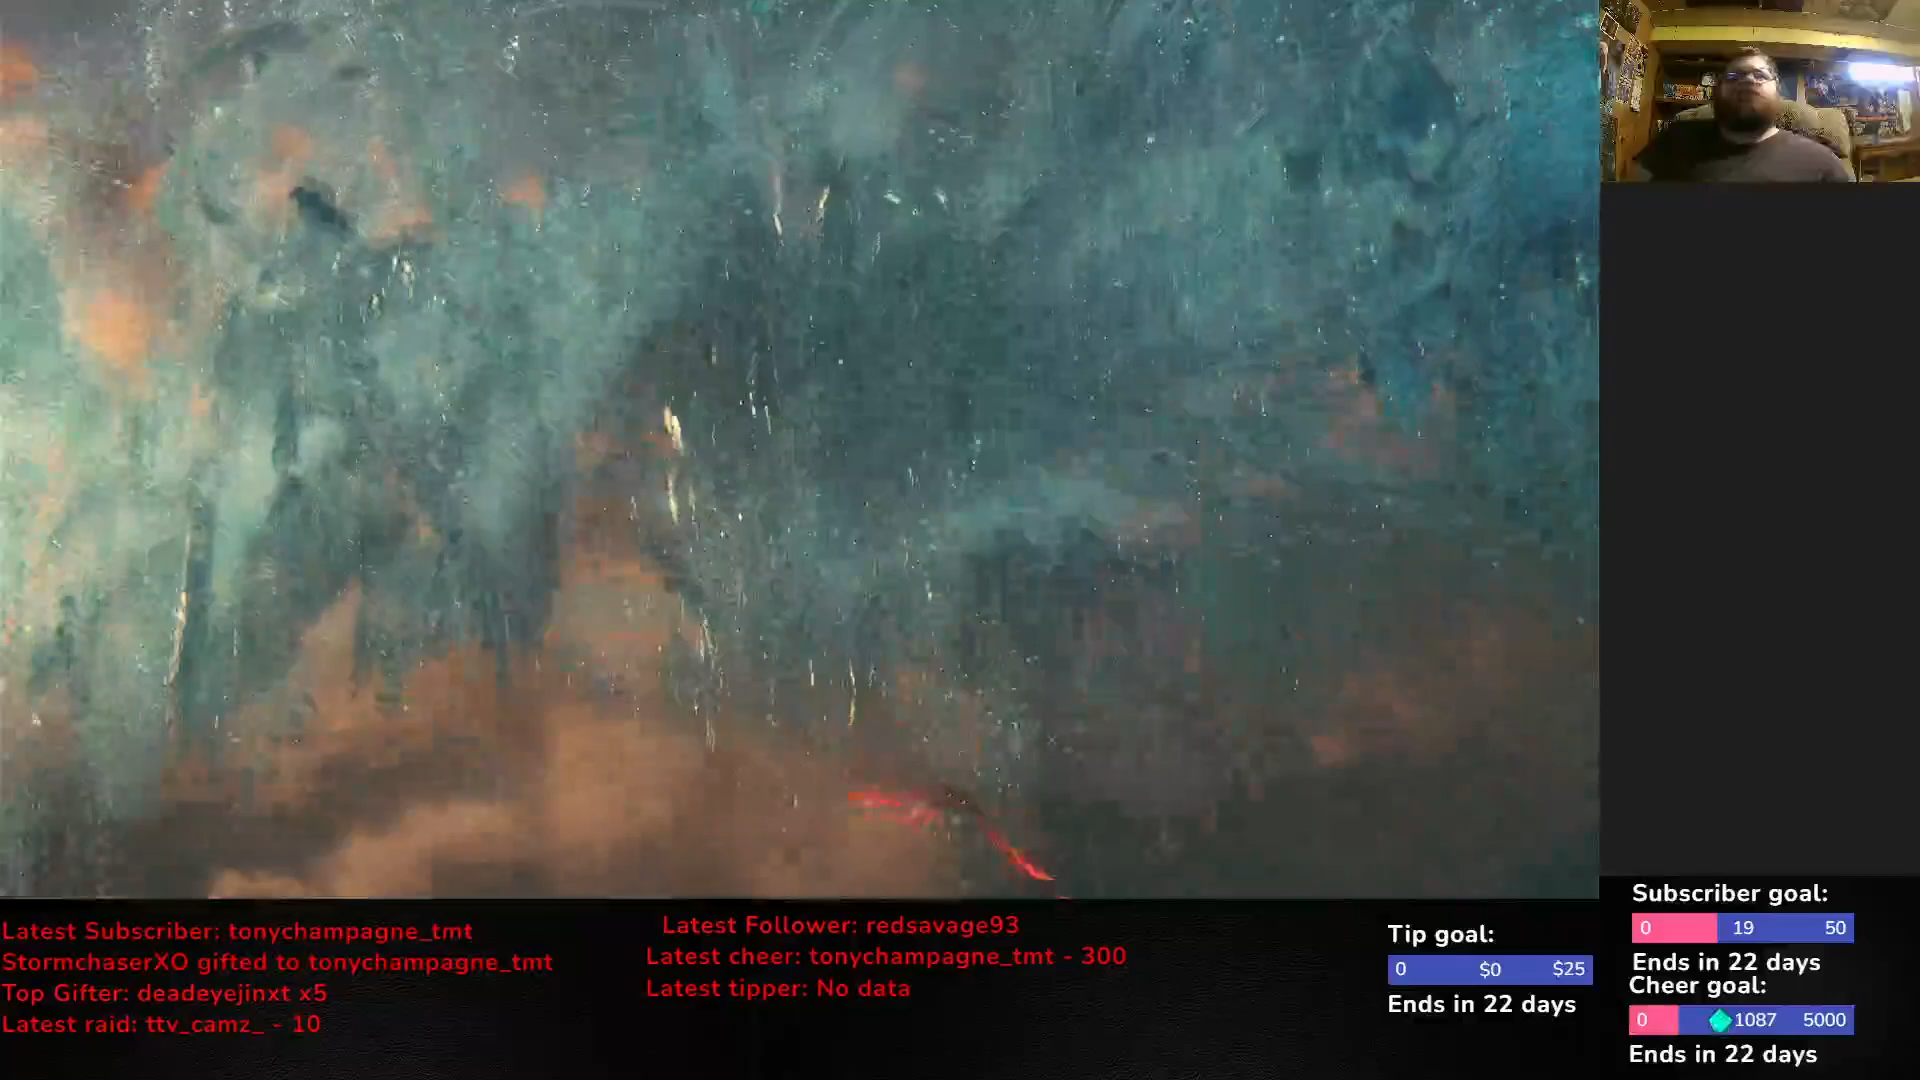 Latest Subscriber: tonychampagne_tmt
StormchaserXO gifted to tonychampagne_tmt
Top Gifter: deadeyejinxt x5
Latest raid: ttv_camz_ - 10
Latest Follower: redsavage93
Latest cheer: tonychampagne_tmt - 300
Latest tipper: No data
Tip goal:
0 $0 $25
Ends in 22 days
Subscriber goal:
0 19 50
Ends in 22 days
Cheer goal:
0 1087 5000
Ends in 22 days